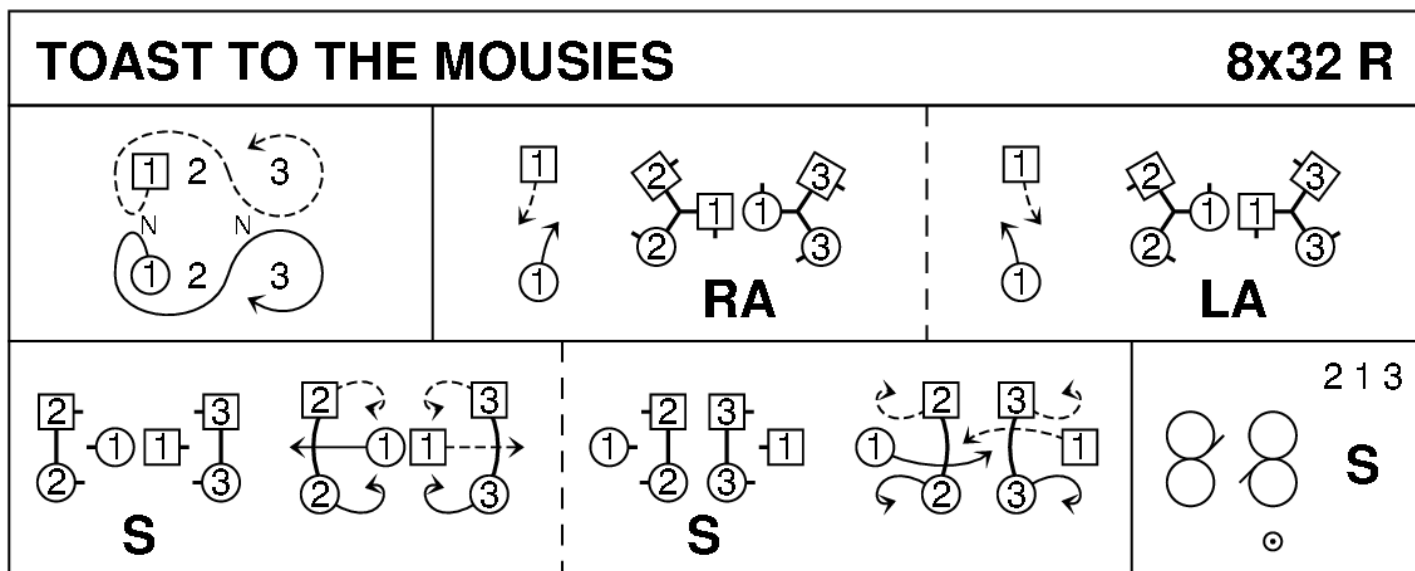 TOAST TO THE MOUSIES 8x32 R
1 2 3
N N
1 2 3
1 2 1 1 3 2 3
1
RA
1 2 1 1 3 2 3
1
LA
2 3 1 1 2 3
S
2 3 1 1 2 3
2 3 1 1 2 3
S
2 3 1 1 2 3
2 1 3
S